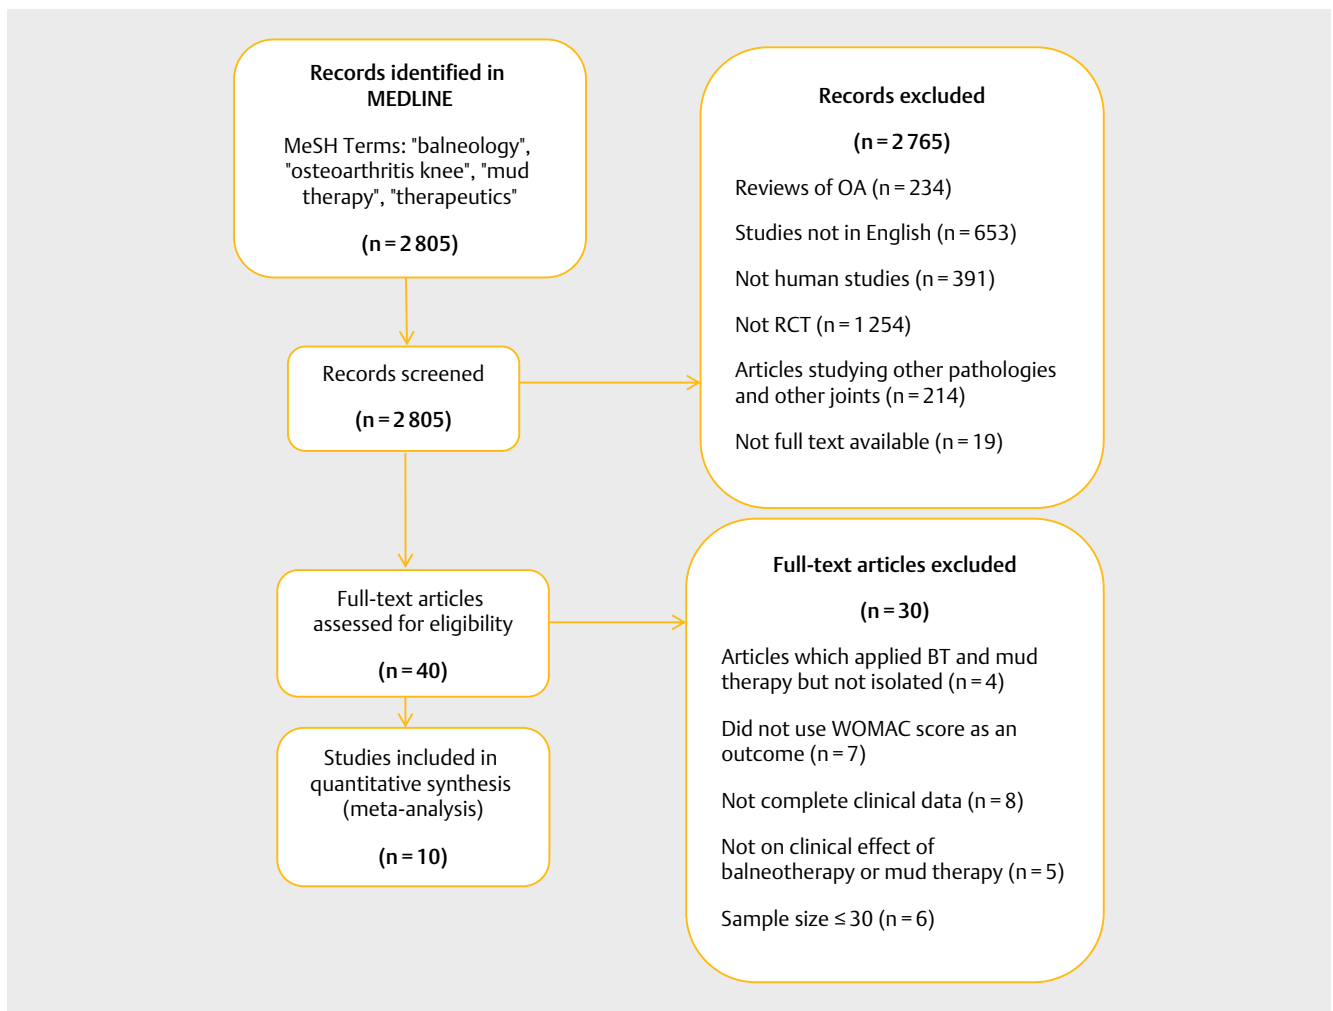 Records identified in
MEDLINE
MeSH Terms: "balneology",
"osteoarthritis knee", "mud
therapy", "therapeutics"
(n = 2 805)
Records screened
(n = 2 805)
Records excluded
(n = 2 765)
Reviews of OA (n = 234)
Studies not in English (n = 653)
Not human studies (n = 391)
Not RCT (n = 1 254)
Articles studying other pathologies
and other joints (n = 214)
Not full text available (n = 19)
Full-text articles
assessed for eligibility
(n = 40)
Full-text articles excluded
(n = 30)
Articles which applied BT and mud
therapy but not isolated (n = 4)
Did not use WOMAC score as an
outcome (n = 7)
Not complete clinical data (n = 8)
Not on clinical effect of
balneotherapy or mud therapy (n = 5)
Sample size ≤ 30 (n = 6)
Studies included in
quantitative synthesis
(meta-analysis)
(n = 10)